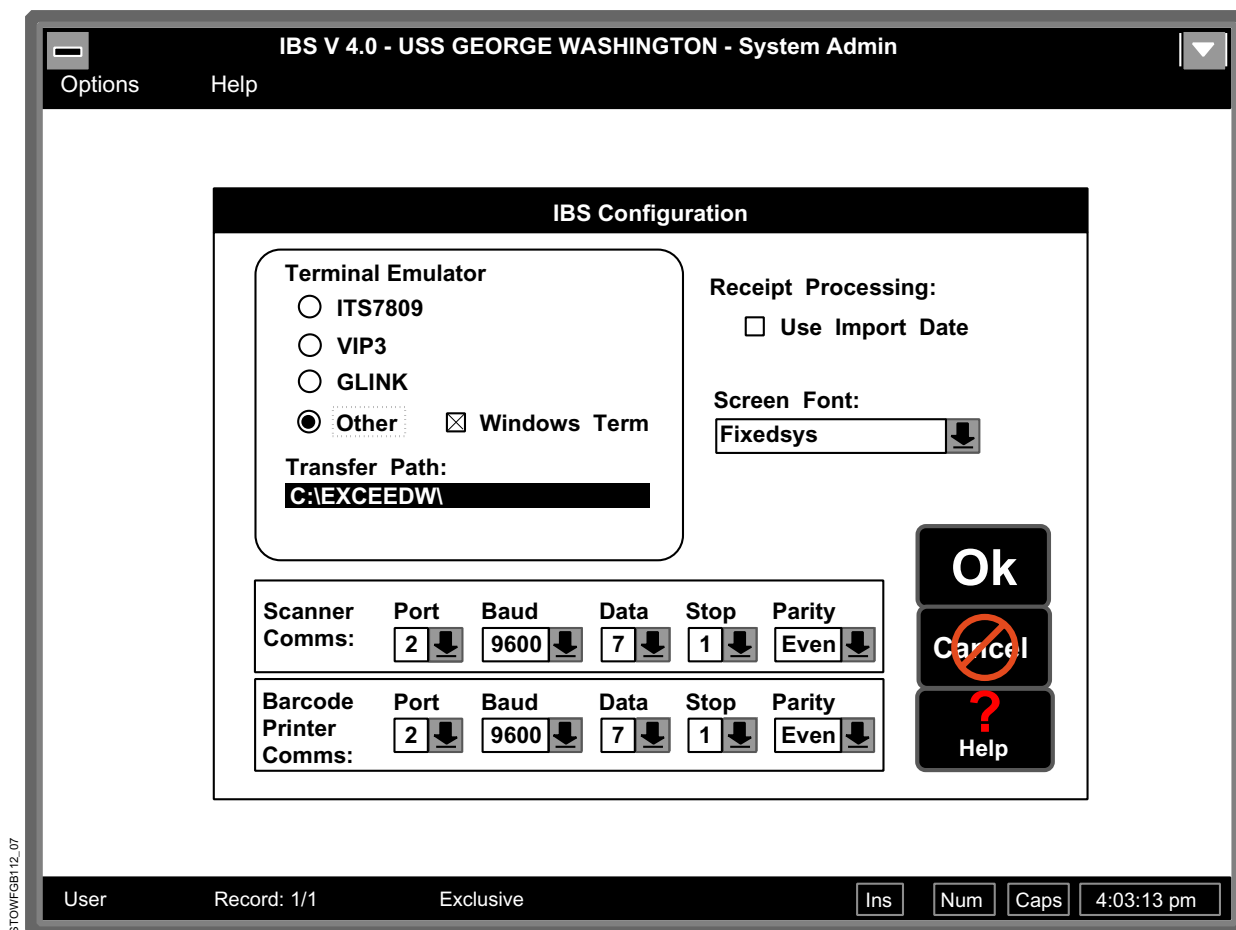 IBS V 4.0 - USS GEORGE WASHINGTON - System Admin
Options Help
IBS Configuration
Terminal Emulator
ITS7809
VIP3
GLINK
Other Windows Term
Transfer Path:
C:\EXCEEDW\
Receipt Processing:
Use Import Date
Screen Font:
Fixedsys
Scanner Comms:
Port Baud Data Stop Parity
2 9600 7 1 Even
Barcode Printer Comms:
Port Baud Data Stop Parity
2 9600 7 1 Even
Ok
Cancel
?
Help
User Record: 1/1 Exclusive Ins Num Caps 4:03:13 pm
STOWFGB112_07